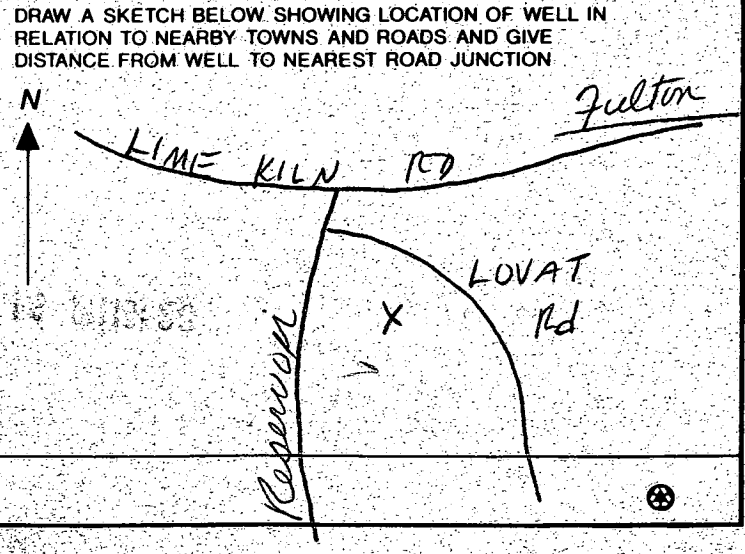 DRAW A SKETCH BELOW SHOWING LOCATION OF WELL IN
RELATION TO NEARBY TOWNS AND ROADS AND GIVE
DISTANCE FROM WELL TO NEAREST ROAD JUNCTION
N
Fulton
LIME KILN RD
LOVAT
Rd
X
Reservoir